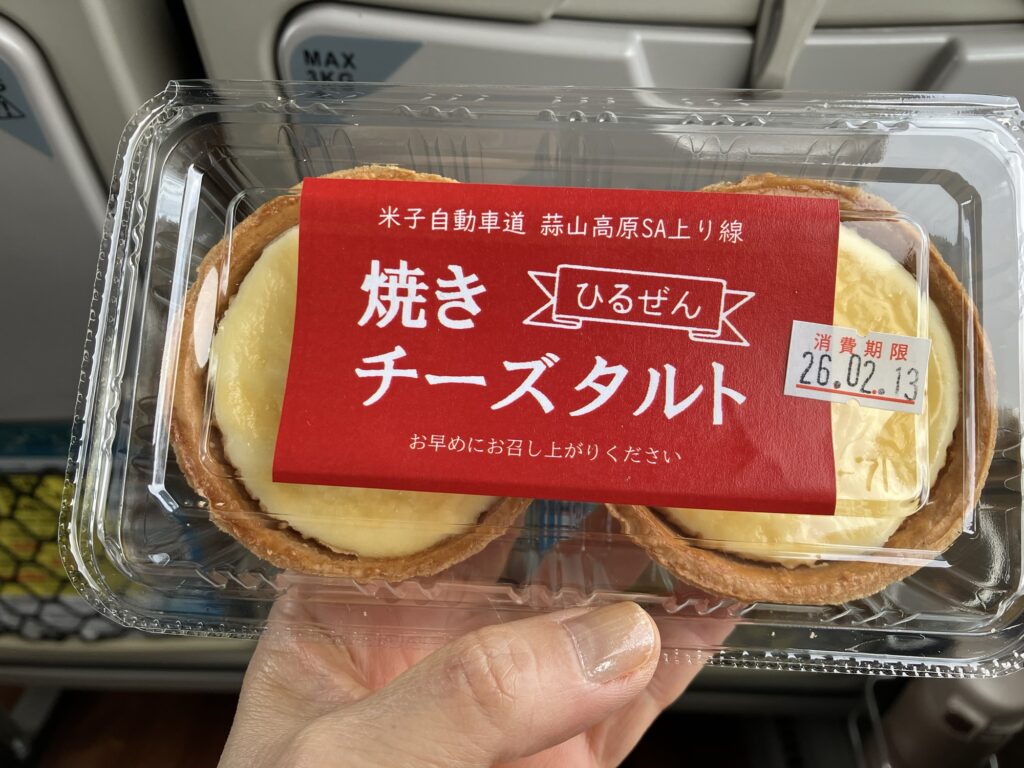 MAX
3KG
米子自動車道 蒜山高原SA上り線
焼き
ひるぜん
チーズタルト
消費期限
26.02.13
お早めにお召し上がりください